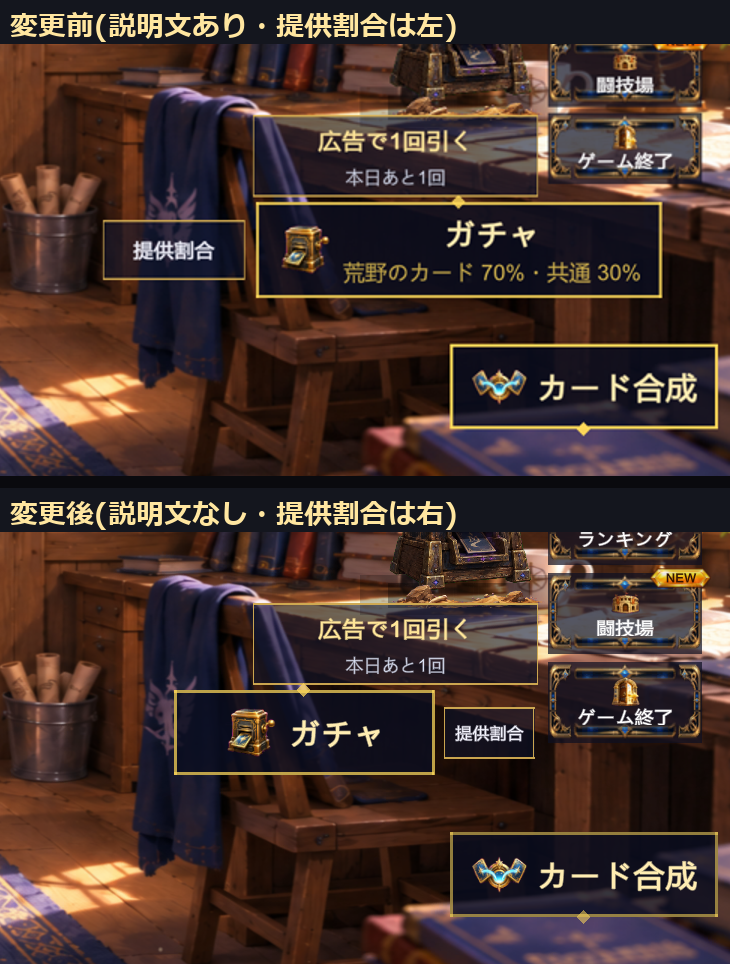 変更前(説明文あり・提供割合は左)
NEW
闘技場
広告で1回引く
本日あと1回
ゲーム終了
提供割合
ガチャ
荒野のカード 70%・共通 30%
カード合成
変更後(説明文なし・提供割合は右)
ランキング
NEW
闘技場
広告で1回引く
本日あと1回
ゲーム終了
ガチャ
提供割合
カード合成